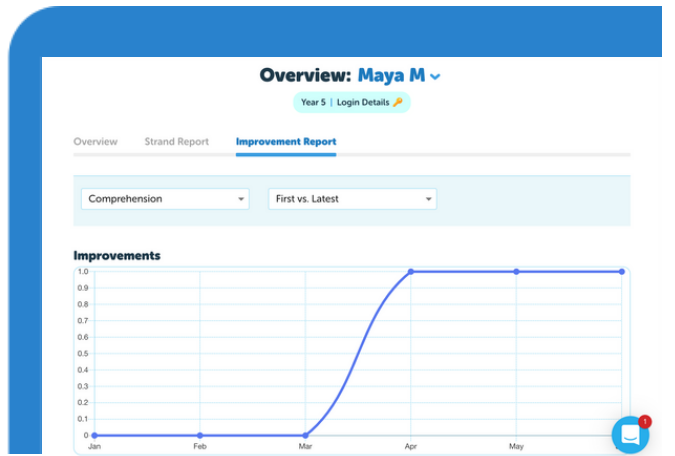 Overview: Maya M
Year 5 | Login Details
Overview Strand Report Improvement Report
Comprehension First vs. Latest
Improvements
1.0
0.9
0.8
0.7
0.6
0.5
0.4
0.3
0.2
0.1
0
Jan Feb Mar Apr May
1